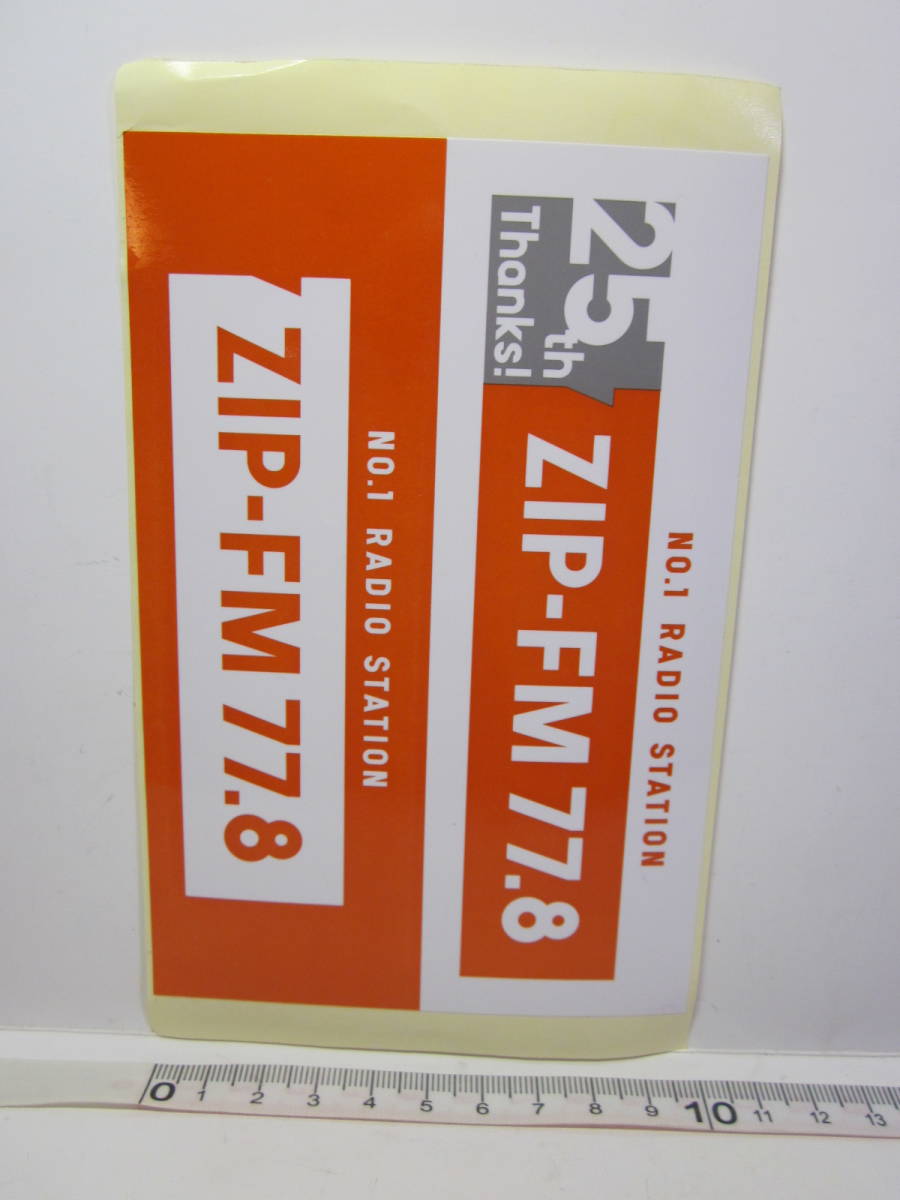 25th
Thanks!
ZIP-FM 77.8
NO.1 RADIO STATION
ZIP-FM 77.8
NO.1 RADIO STATION
0 1 2 3 4 5 6 7 8 9 10 11 12 13